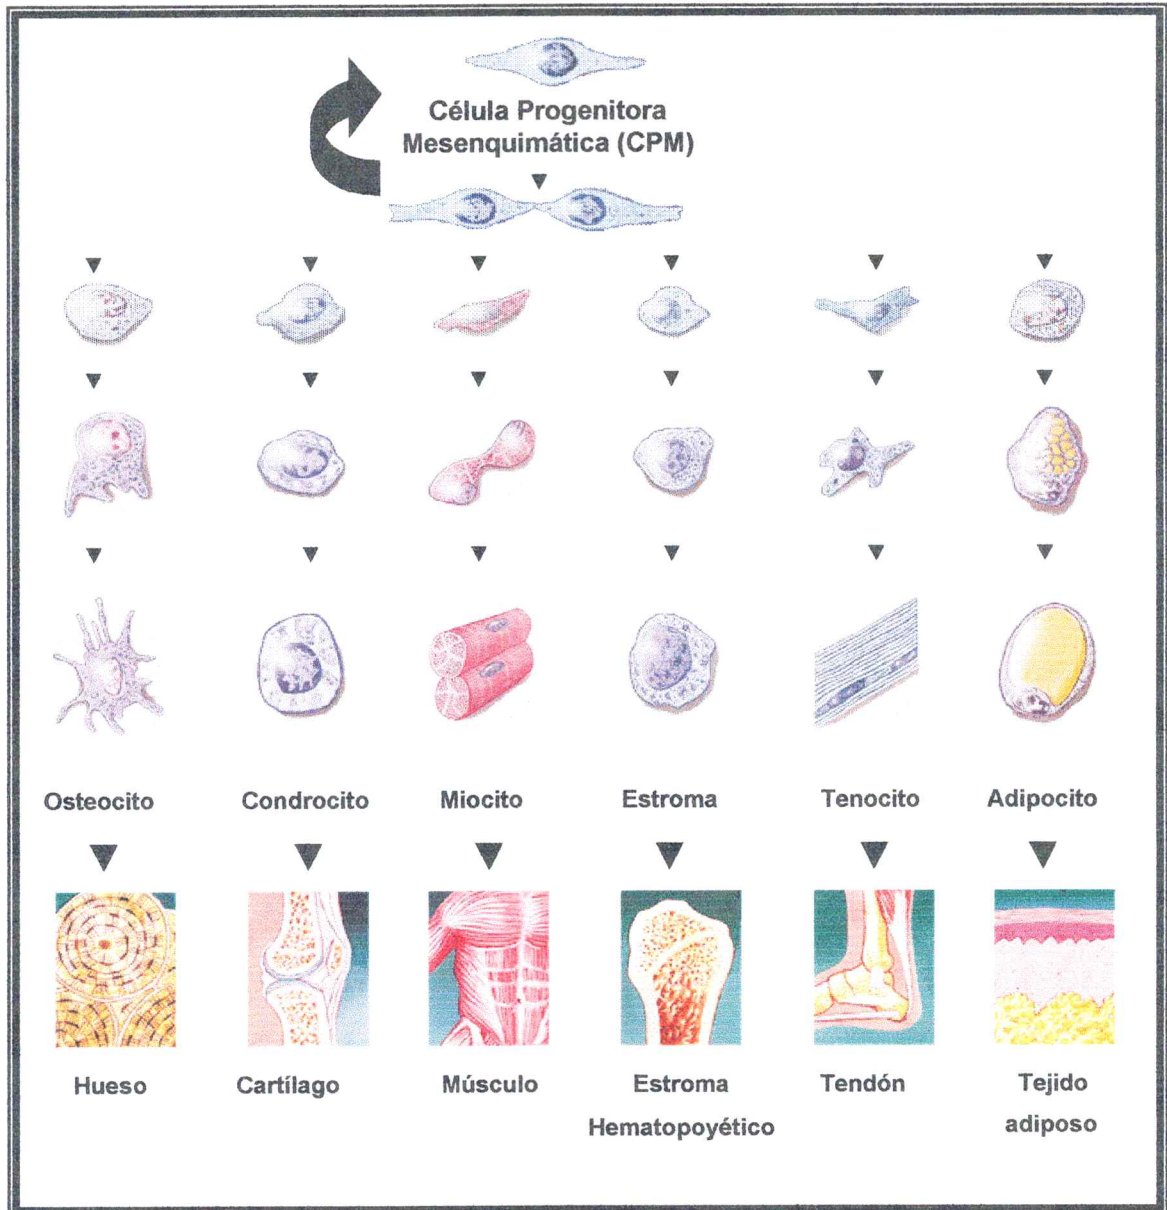 Célula Progenitora
Mesenquimática (CPM)
Osteocito
Condrocito
Miocito
Estroma
Tenocito
Adipocito
Hueso
Cartílago
Músculo
Estroma
Hematopoyético
Tendón
Tejido
adiposo